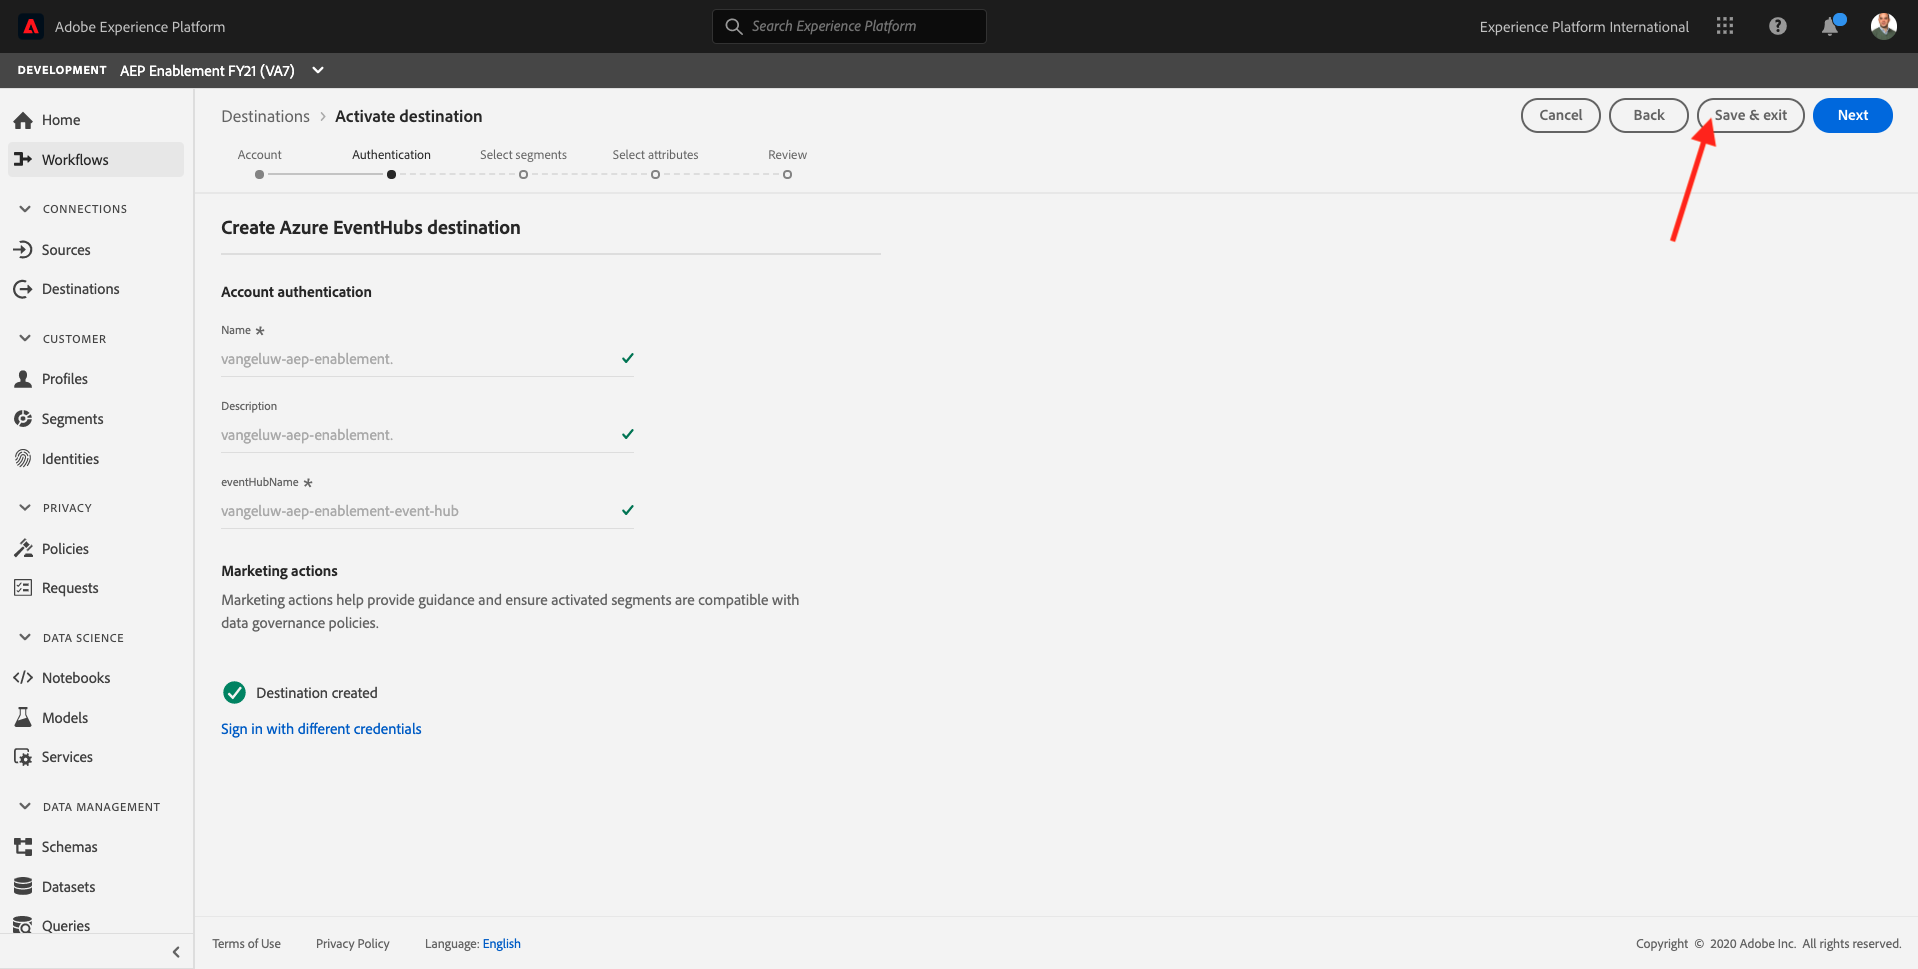 Adobe Experience Platform
Search Experience Platform
Experience Platform International
DEVELOPMENT AEP Enablement FY21 (VA7)
Home
Workflows
CONNECTIONS
Sources
Destinations
CUSTOMER
Profiles
Segments
Identities
PRIVACY
Policies
Requests
DATA SCIENCE
Notebooks
Models
Services
DATA MANAGEMENT
Schemas
Datasets
Queries
Destinations > Activate destination
Cancel
Back
Save & exit
Next
Account
Authentication
Select segments
Select attributes
Review
Create Azure EventHubs destination
Account authentication
Name *
vangeluw-aep-enablement.
Description
vangeluw-aep-enablement.
eventHubName *
vangeluw-aep-enablement-event-hub
Marketing actions
Marketing actions help provide guidance and ensure activated segments are compatible with
data governance policies.
Destination created
Sign in with different credentials
Terms of Use
Privacy Policy
Language: English
Copyright © 2020 Adobe Inc. All rights reserved.